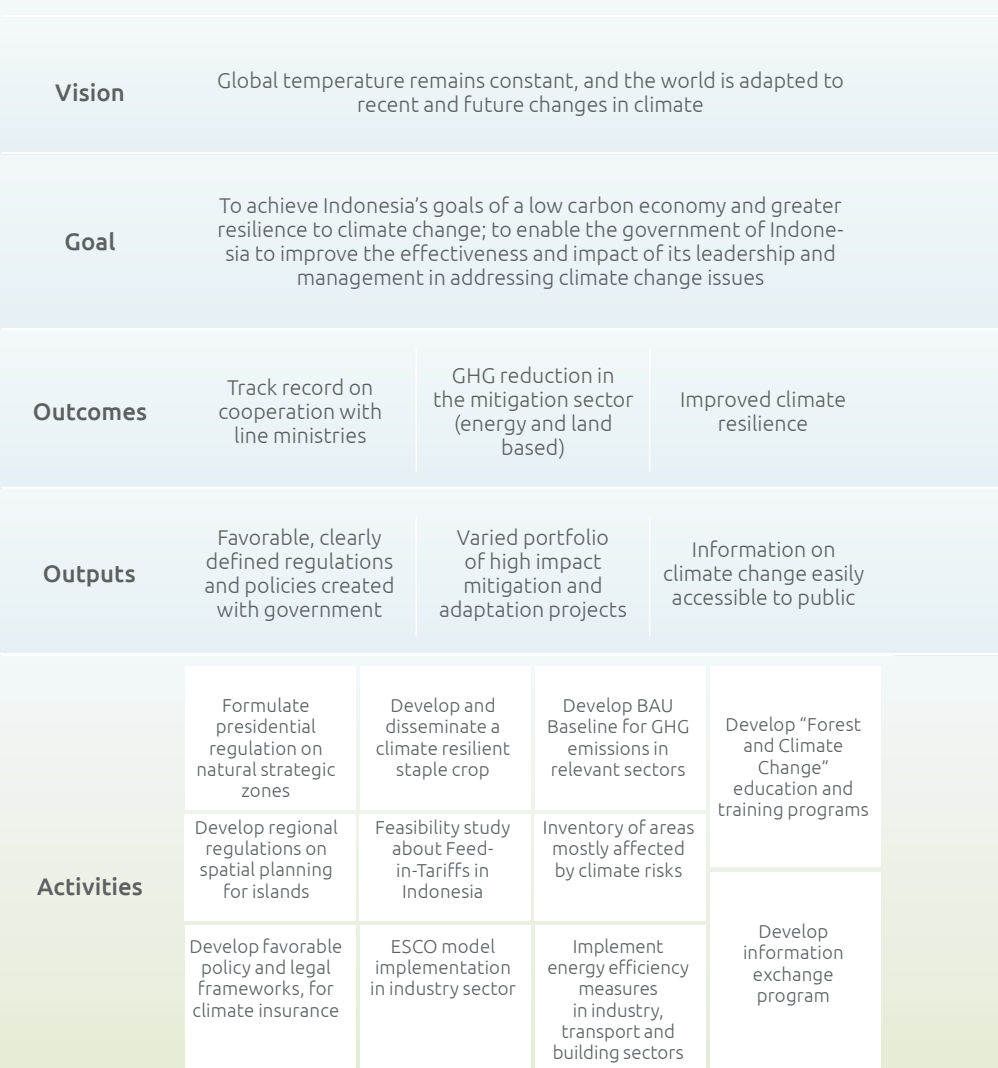 Vision
Global temperature remains constant, and the world is adapted to
recent and future changes in climate
Goal
To achieve Indonesia’s goals of a low carbon economy and greater
resilience to climate change; to enable the government of Indone-
sia to improve the effectiveness and impact of its leadership and
management in addressing climate change issues
Outcomes
Track record on
cooperation with
line ministries
GHG reduction in
the mitigation sector
(energy and land
based)
Improved climate
resilience
Outputs
Favorable, clearly
defined regulations
and policies created
with government
Varied portfolio
of high impact
mitigation and
adaptation projects
Information on
climate change easily
accessible to public
Activities
Formulate
presidential
regulation on
natural strategic
zones
Develop and
disseminate a
climate resilient
staple crop
Develop BAU
Baseline for GHG
emissions in
relevant sectors
Develop “Forest
and Climate
Change”
education and
training programs
Develop regional
regulations on
spatial planning
for islands
Feasibility study
about Feed-
in-Tariffs in
Indonesia
Inventory of areas
mostly affected
by climate risks
Develop favorable
policy and legal
frameworks, for
climate insurance
ESCO model
implementation
in industry sector
Implement
energy efficiency
measures
in industry,
transport and
building sectors
Develop
information
exchange
program